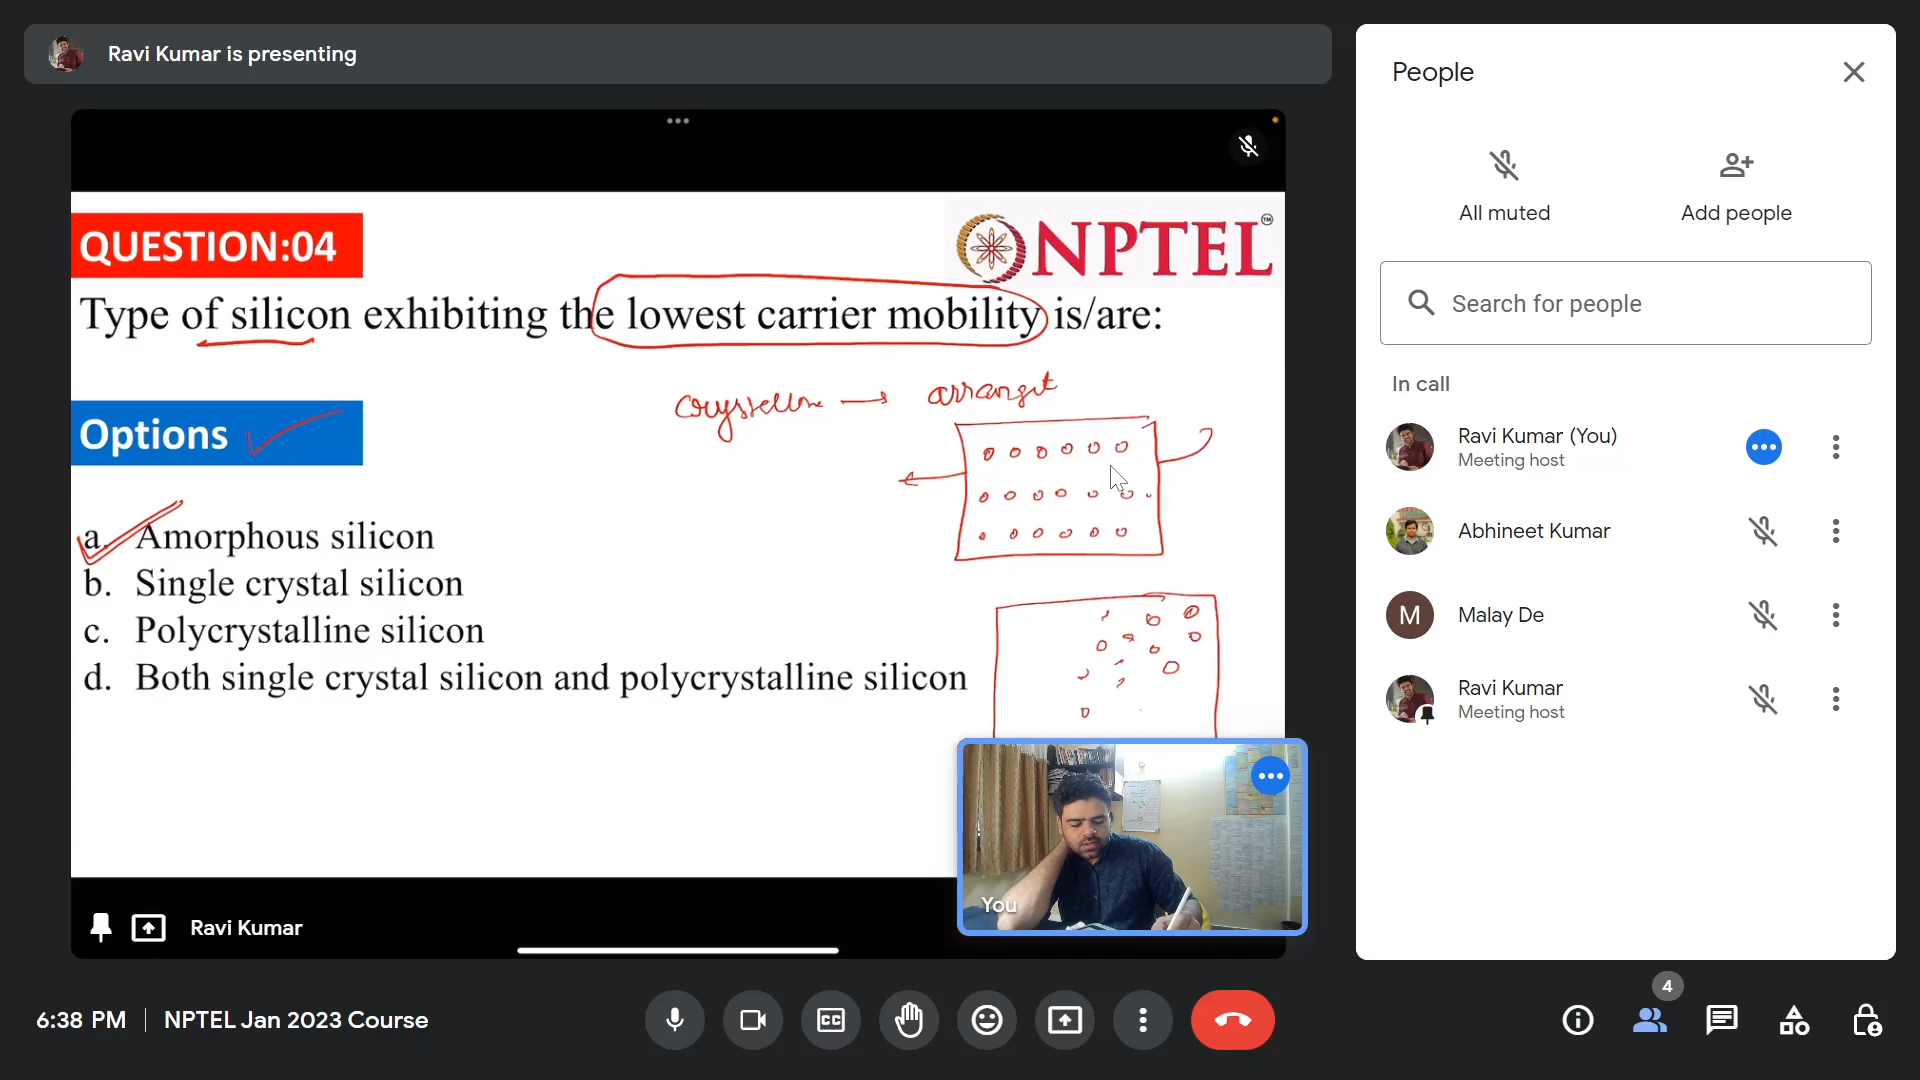 Ravi Kumar is presenting
QUESTION:04
NPTEL
TM
Type of silicon exhibiting the lowest carrier mobility is/are:
Options
a. Amorphous silicon
b. Single crystal silicon
c. Polycrystalline silicon
d. Both single crystal silicon and polycrystalline silicon
You
Ravi Kumar
People
All muted
Add people
Search for people
In call
Ravi Kumar (You)
Meeting host
Abhineet Kumar
M
Malay De
Ravi Kumar
Meeting host
6:38 PM
NPTEL Jan 2023 Course
CC
4